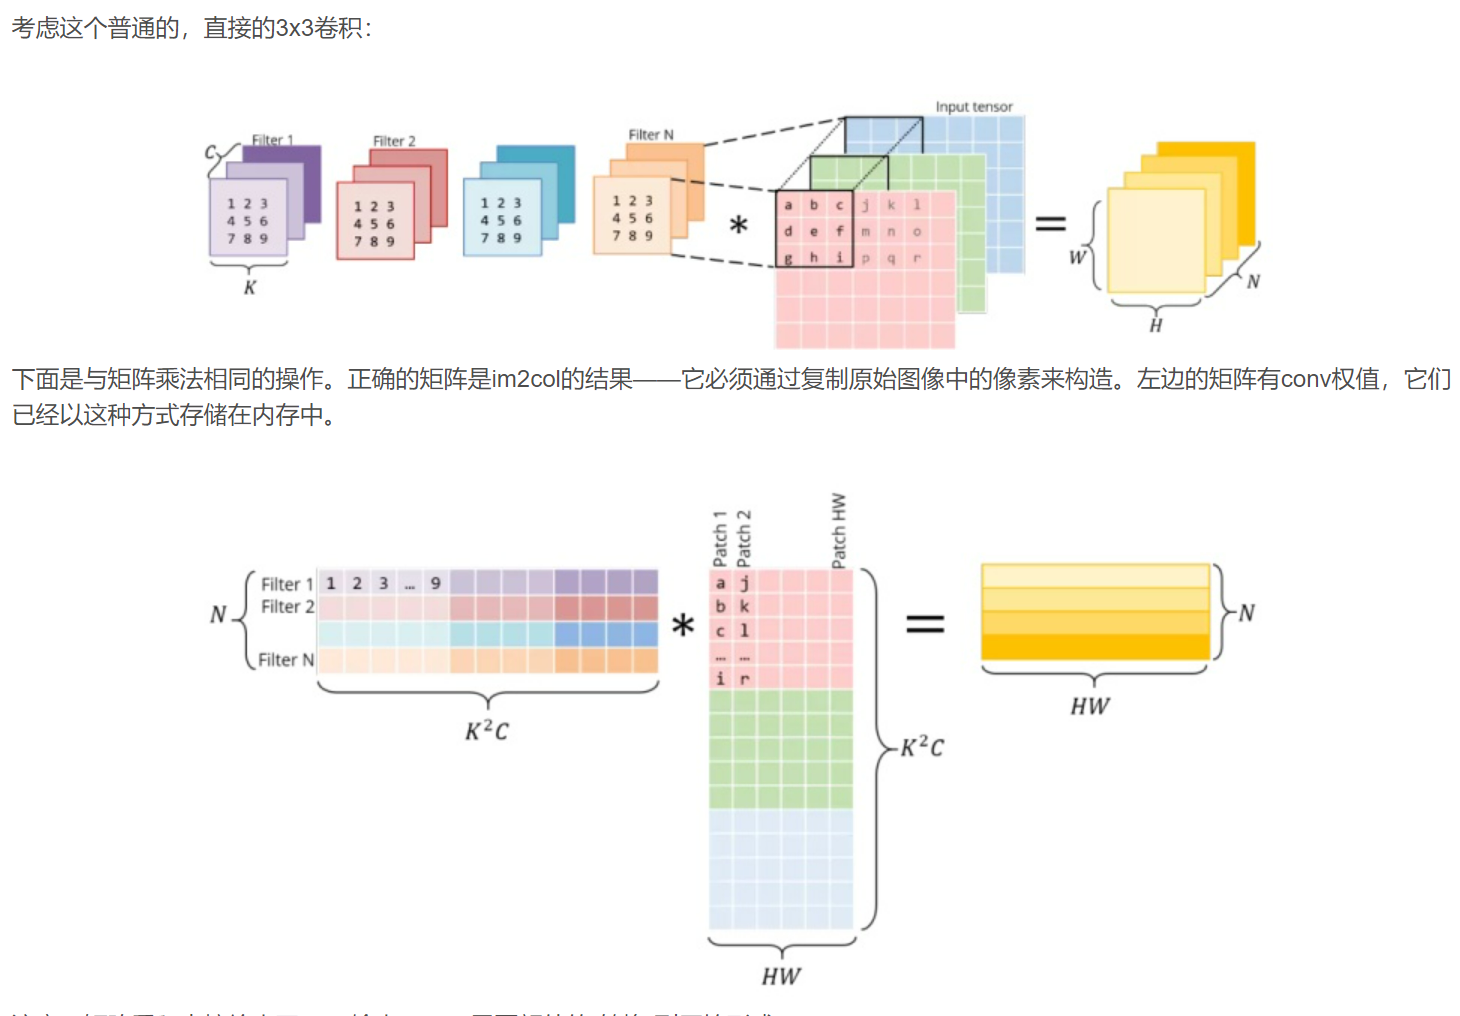 考虑这个普通的，直接的3x3卷积：
Input tensor
Filter 1
Filter 2
Filter N
C
1 2 3
4 5 6
7 8 9
K
1 2 3
4 5 6
7 8 9
1 2 3
4 5 6
7 8 9
1 2 3
4 5 6
7 8 9
*
a b c j k l
d e f m n o
g h i p q r
=
W
H
N
下面是与矩阵乘法相同的操作。正确的矩阵是im2col的结果——它必须通过复制原始图像中的像素来构造。左边的矩阵有conv权值，它们
已经以这种方式存储在内存中。
N
Filter 1 1 2 3 ... 9
Filter 2
Filter N
K²C
*
Patch 1
Patch 2
Patch HW
a j
b k
c l
... ...
i r
K²C
HW
=
N
HW